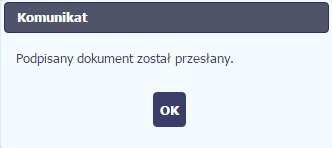 Komunikat
Podpisany dokument został przesłany.
OK